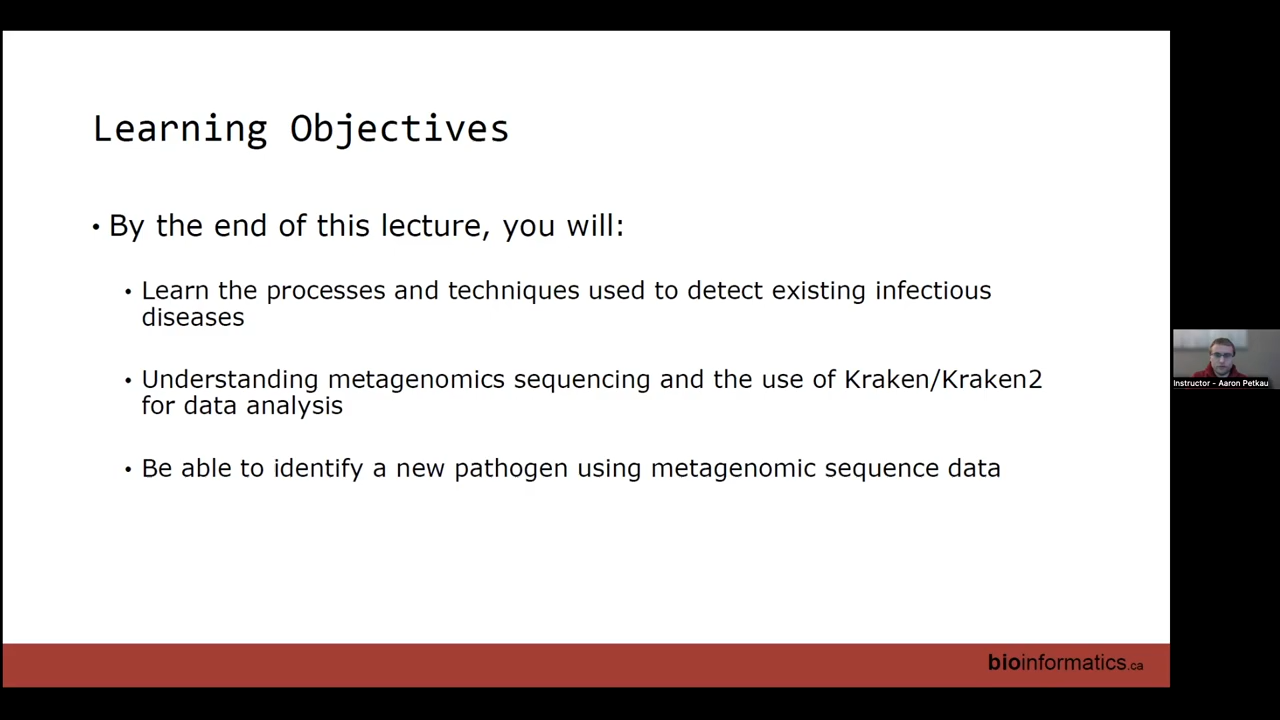 Learning Objectives
• By the end of this lecture, you will:
• Learn the processes and techniques used to detect existing infectious
diseases
• Understanding metagenomics sequencing and the use of Kraken/Kraken2
for data analysis
• Be able to identify a new pathogen using metagenomic sequence data
Instructor - Aaron Petkau
bioinformatics.ca